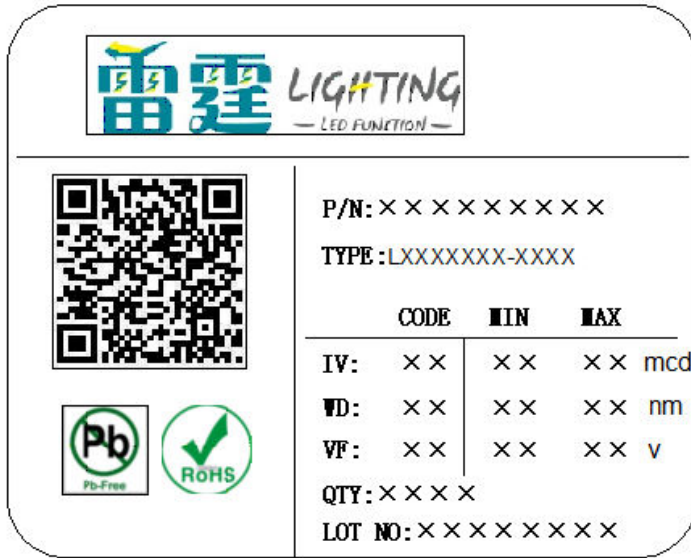 雷霆 LIGHTING
— LED FUNCTION —
P/N:×××××××××
TYPE:LXXXXXXX-XXXX
CODE MIN MAX
IV: ×× ×× ×× mcd
WD: ×× ×× ×× nm
VF: ×× ×× ×× v
Pb
Pb-Free
RoHS
QTY:××××
LOT NO:××××××××